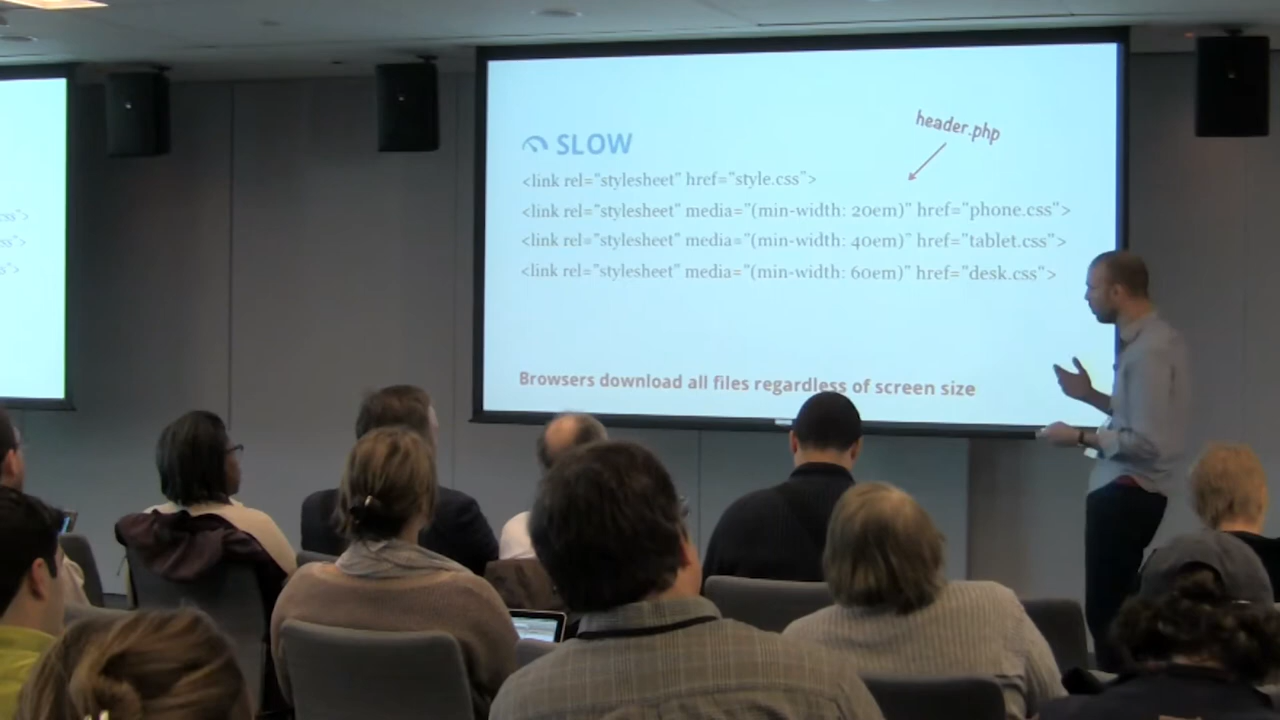 header.php
SLOW
<link rel="stylesheet" href="style.css">
<link rel="stylesheet" media="(min-width: 20em)" href="phone.css">
<link rel="stylesheet" media="(min-width: 40em)" href="tablet.css">
<link rel="stylesheet" media="(min-width: 60em)" href="desk.css">
Browsers download all files regardless of screen size